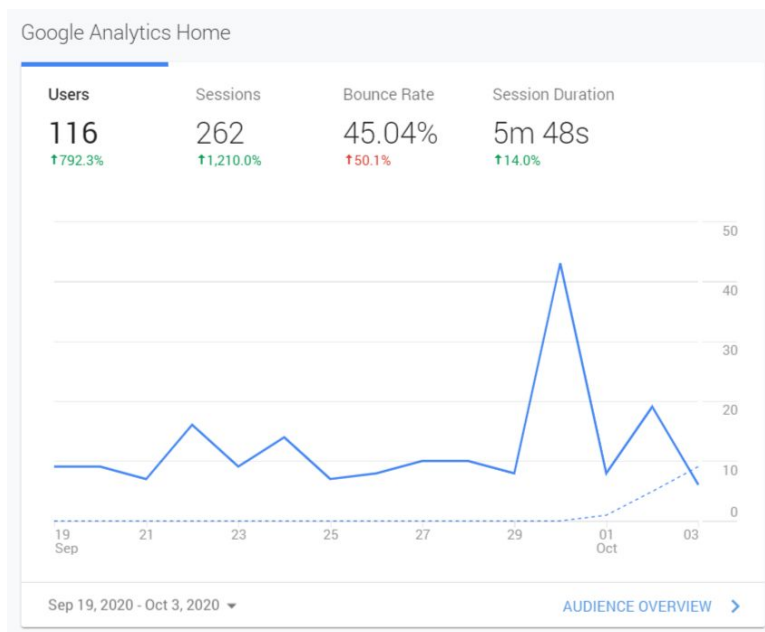 Google Analytics Home
Users Sessions Bounce Rate Session Duration
116 262 45.04% 5m 48s
↑792.3% ↑1,210.0% ↑50.1% ↑14.0%
50
40
30
20
10
0
19 21 23 25 27 29 01 03
Sep Oct
Sep 19, 2020 - Oct 3, 2020
AUDIENCE OVERVIEW